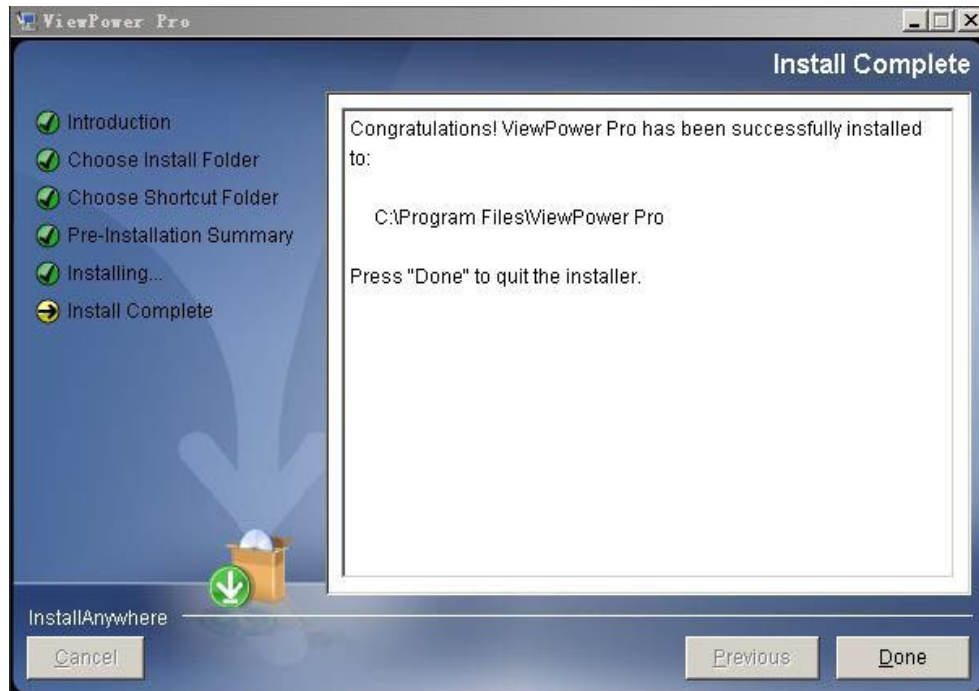 ViewPower Pro
Install Complete
Introduction
Choose Install Folder
Choose Shortcut Folder
Pre-Installation Summary
Installing...
Install Complete
Congratulations! ViewPower Pro has been successfully installed
to:
C:\Program Files\ViewPower Pro
Press "Done" to quit the installer.
InstallAnywhere
Cancel
Previous
Done